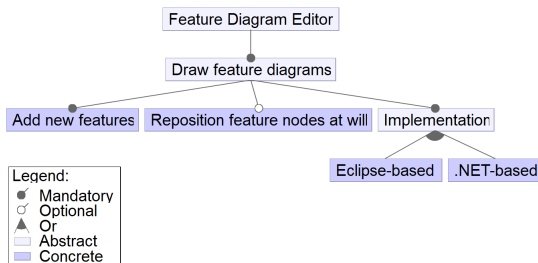 Feature Diagram Editor
Draw feature diagrams
Add new features
Reposition feature nodes at will
Implementation
Eclipse-based
.NET-based
Legend:
Mandatory
Optional
Or
Abstract
Concrete